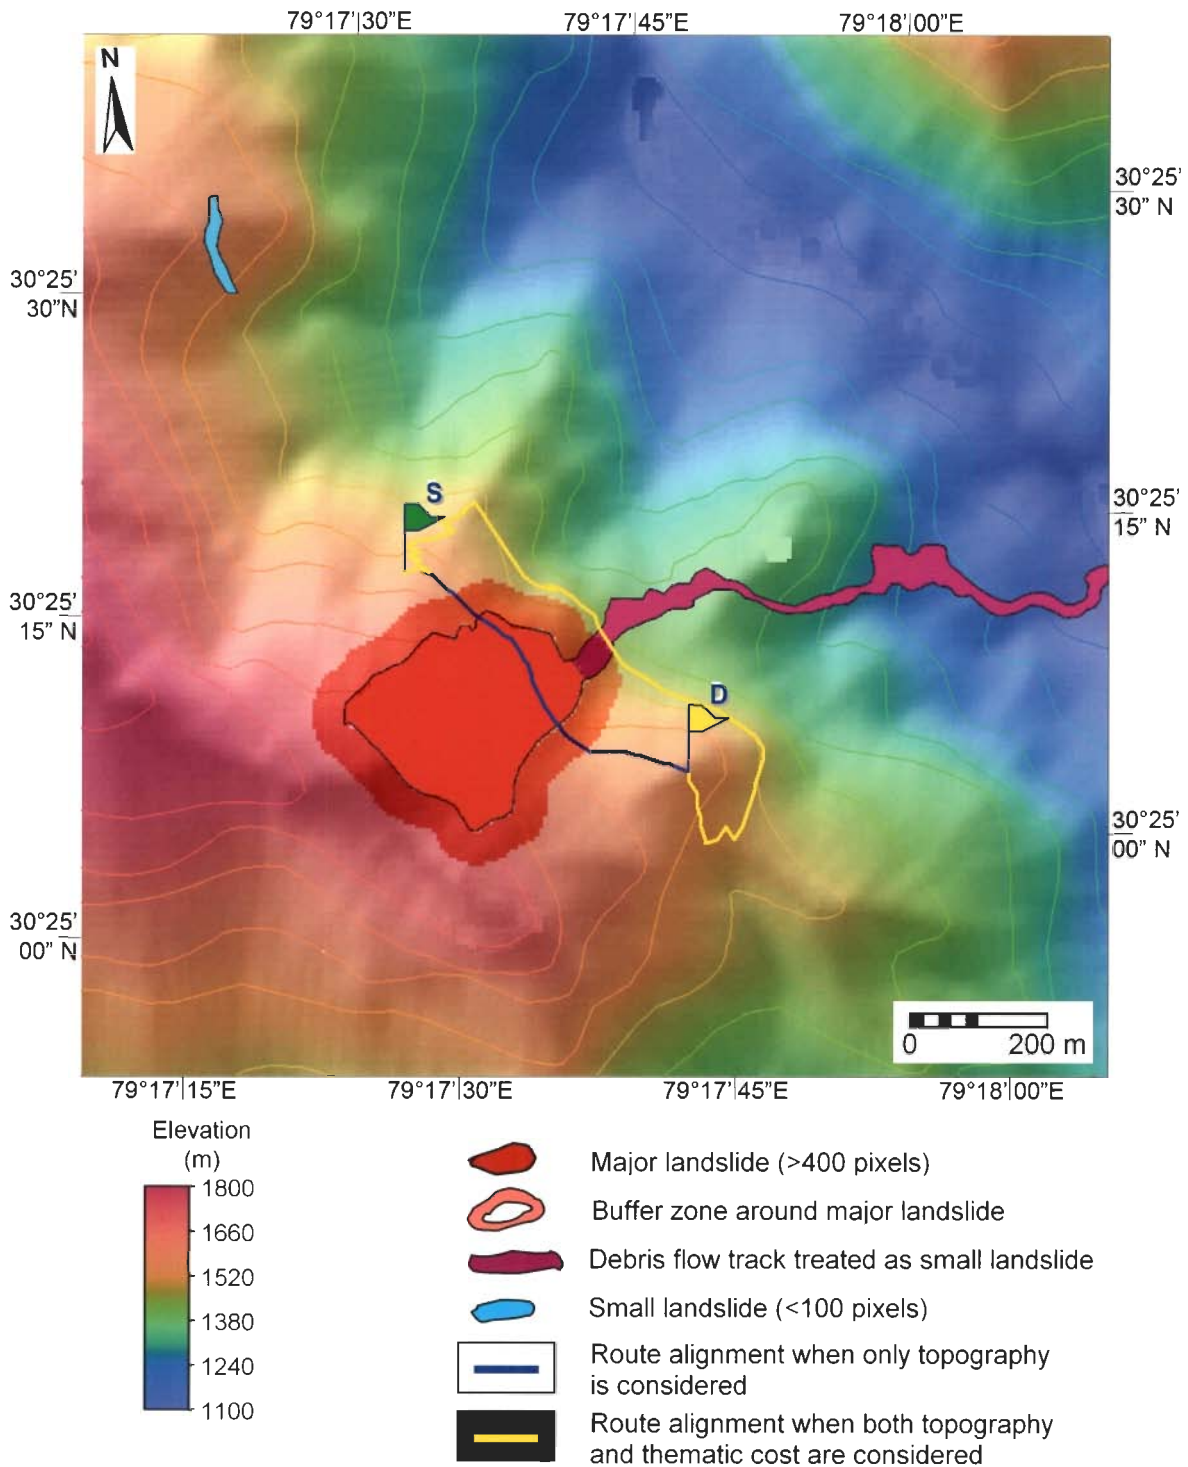 79°17'30"E 79°17'45"E 79°18'00"E
N
30°25'
30" N
30°25'
30"N
S
30°25'
15" N
30°25'
15" N
D
30°25'
00" N
30°25'
00" N
0 200 m
79°17'15"E 79°17'30"E 79°17'45"E 79°18'00"E
Elevation
(m)
1800
1660
1520
1380
1240
1100
Major landslide (>400 pixels)
Buffer zone around major landslide
Debris flow track treated as small landslide
Small landslide (<100 pixels)
Route alignment when only topography
is considered
Route alignment when both topography
and thematic cost are considered